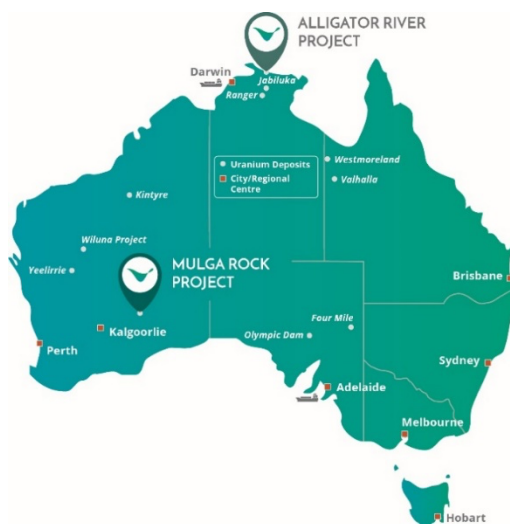 ALLIGATOR RIVER
PROJECT
Darwin
Jabiluka
Ranger
Westmoreland
Uranium Deposits
City/Regional
Centre
Valhalla
Kintyre
Wiluna Project
MULGA ROCK
PROJECT
Yeelirrie
Brisbane
Four Mile
Kalgoorlie
Olympic Dam
Perth
Sydney
Adelaide
Melbourne
Hobart